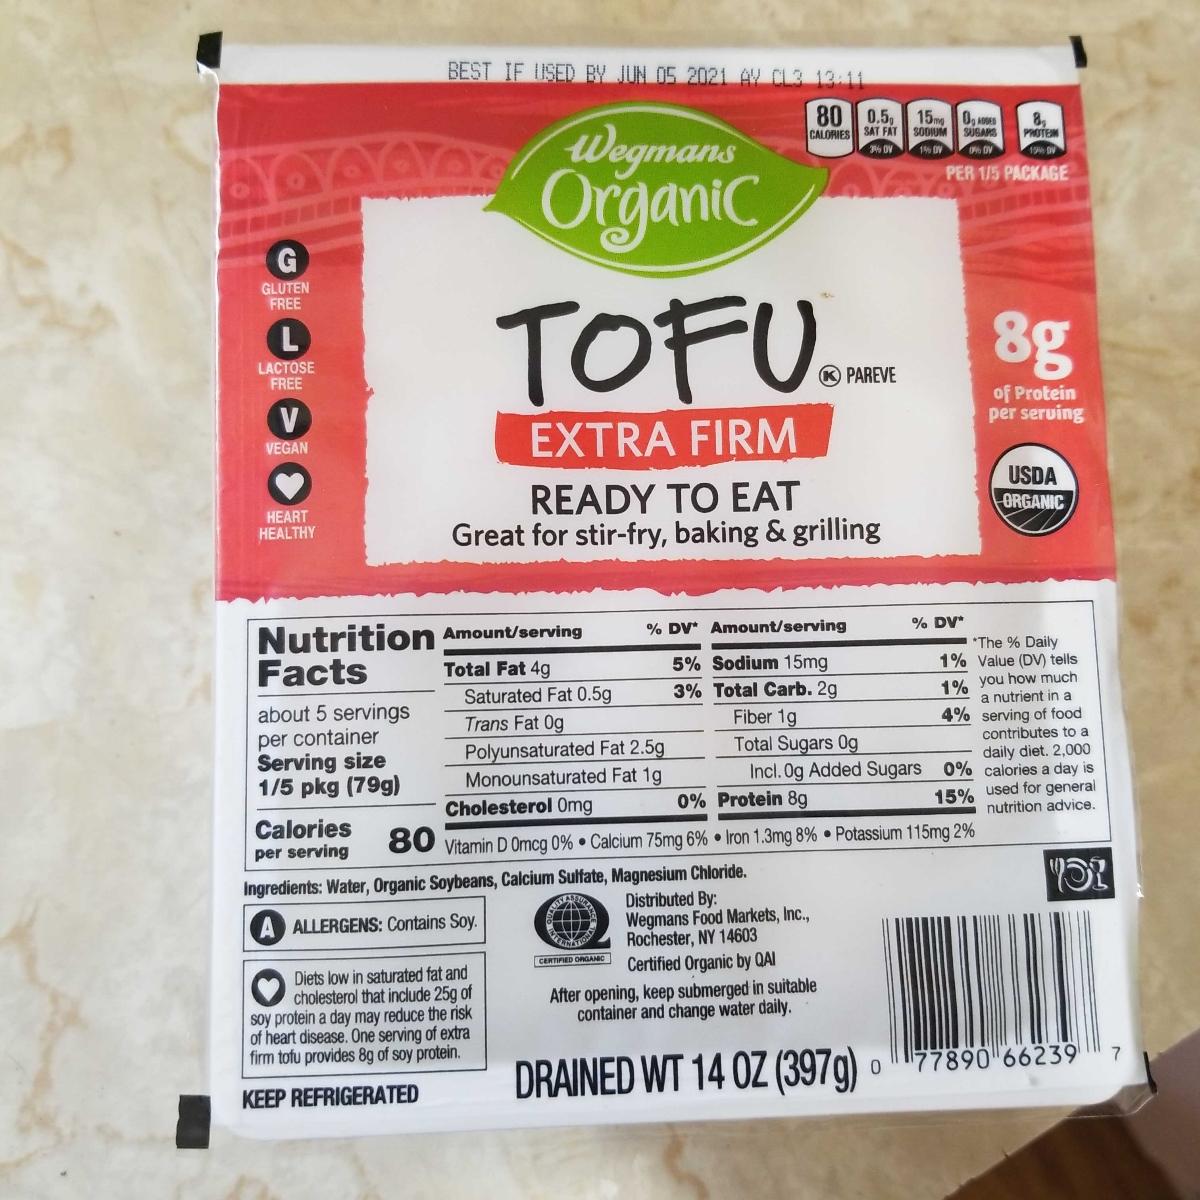 BEST IF USED BY JUN 05 2021 AY CL3 13:11
Wegmans
Organic
80
CALORIES
0.5g
SAT FAT
3% DV
15mg
SODIUM
1% DV
0g ADDED
SUGARS
0% DV
8g
PROTEIN
15% DV
PER 1/5 PACKAGE
G
GLUTEN
FREE
L
LACTOSE
FREE
V
VEGAN
HEART
HEALTHY
TOFU
K PAREVE
EXTRA FIRM
READY TO EAT
Great for stir-fry, baking & grilling
8g
of Protein
per serving
USDA
ORGANIC
Nutrition
Facts
about 5 servings
per container
Serving size
1/5 pkg (79g)
Calories
per serving
80
Amount/serving % DV*
Total Fat 4g 5%
Saturated Fat 0.5g 3%
Trans Fat 0g
Polyunsaturated Fat 2.5g
Monounsaturated Fat 1g
Cholesterol 0mg 0%
Amount/serving % DV*
Sodium 15mg 1%
Total Carb. 2g 1%
Fiber 1g 4%
Total Sugars 0g
Incl. 0g Added Sugars 0%
Protein 8g 15%
Vitamin D 0mcg 0% • Calcium 75mg 6% • Iron 1.3mg 8% • Potassium 115mg 2%
*The % Daily
Value (DV) tells
you how much
a nutrient in a
serving of food
contributes to a
daily diet. 2,000
calories a day is
used for general
nutrition advice.
Ingredients: Water, Organic Soybeans, Calcium Sulfate, Magnesium Chloride.
A ALLERGENS: Contains Soy.
Diets low in saturated fat and
cholesterol that include 25g of
soy protein a day may reduce the risk
of heart disease. One serving of extra
firm tofu provides 8g of soy protein.
KEEP REFRIGERATED
QUALITY ASSURANCE
INTERNATIONAL
CERTIFIED ORGANIC
Distributed By:
Wegmans Food Markets, Inc.,
Rochester, NY 14603
Certified Organic by QAI
After opening, keep submerged in suitable
container and change water daily.
DRAINED WT 14 OZ (397g)
0 77890 66239 7